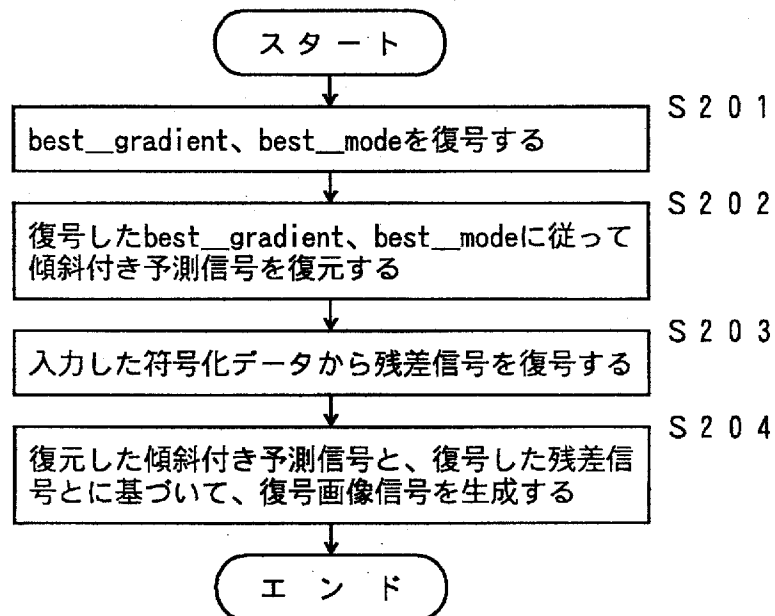 スタート
S201
best__gradient、best__modeを復号する
S202
復号したbest__gradient、best__modeに従って
傾斜付き予測信号を復元する
S203
入力した符号化データから残差信号を復号する
S204
復元した傾斜付き予測信号と、復号した残差信
号とに基づいて、復号画像信号を生成する
エンド